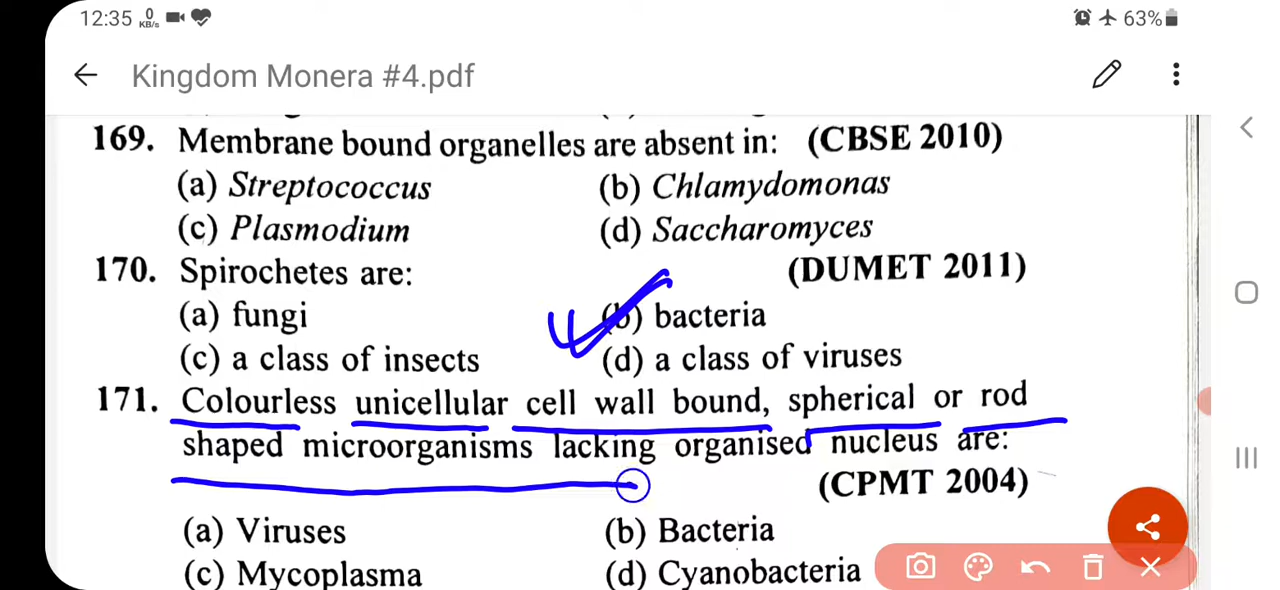 12:35 0 KB/s 63%
Kingdom Monera #4.pdf
169. Membrane bound organelles are absent in: (CBSE 2010)
(a) Streptococcus (b) Chlamydomonas
(c) Plasmodium (d) Saccharomyces
170. Spirochetes are: (DUMET 2011)
(a) fungi (b) bacteria
(c) a class of insects (d) a class of viruses
171. Colourless unicellular cell wall bound, spherical or rod
shaped microorganisms lacking organised nucleus are:
(CPMT 2004)
(a) Viruses (b) Bacteria
(c) Mycoplasma (d) Cyanobacteria